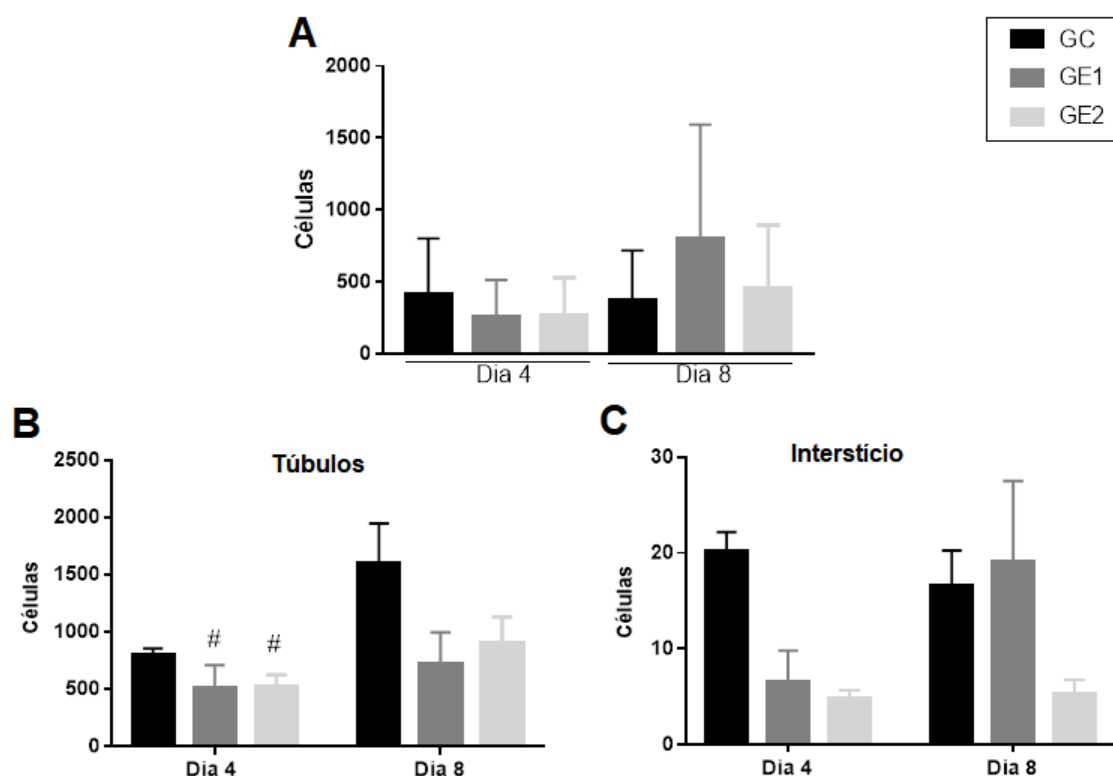 A
GC
GE1
GE2
2000
1500
1000
500
0
Células
Dia 4
Dia 8
B
Túbulos
2500
2000
1500
1000
500
0
Células
# #
Dia 4
Dia 8
C
Interstício
30
20
10
0
Células
Dia 4
Dia 8